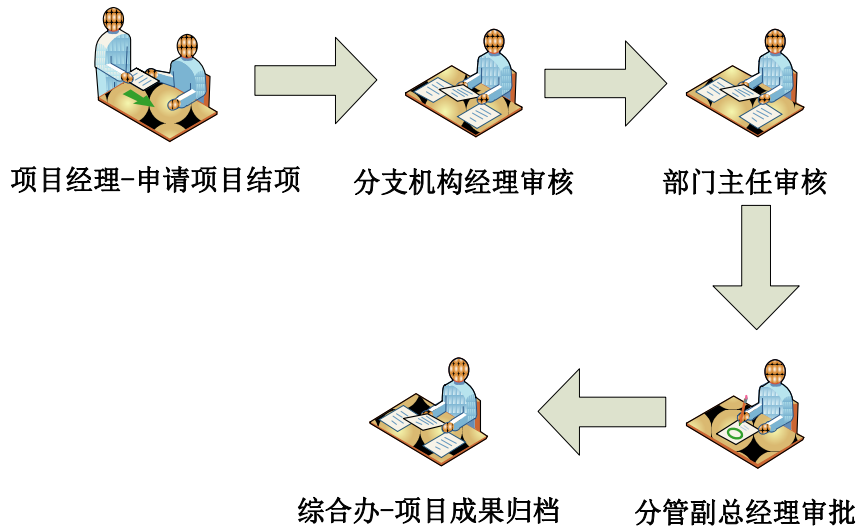 项目经理-申请项目结项
分支机构经理审核
部门主任审核
综合办-项目成果归档
分管副总经理审批